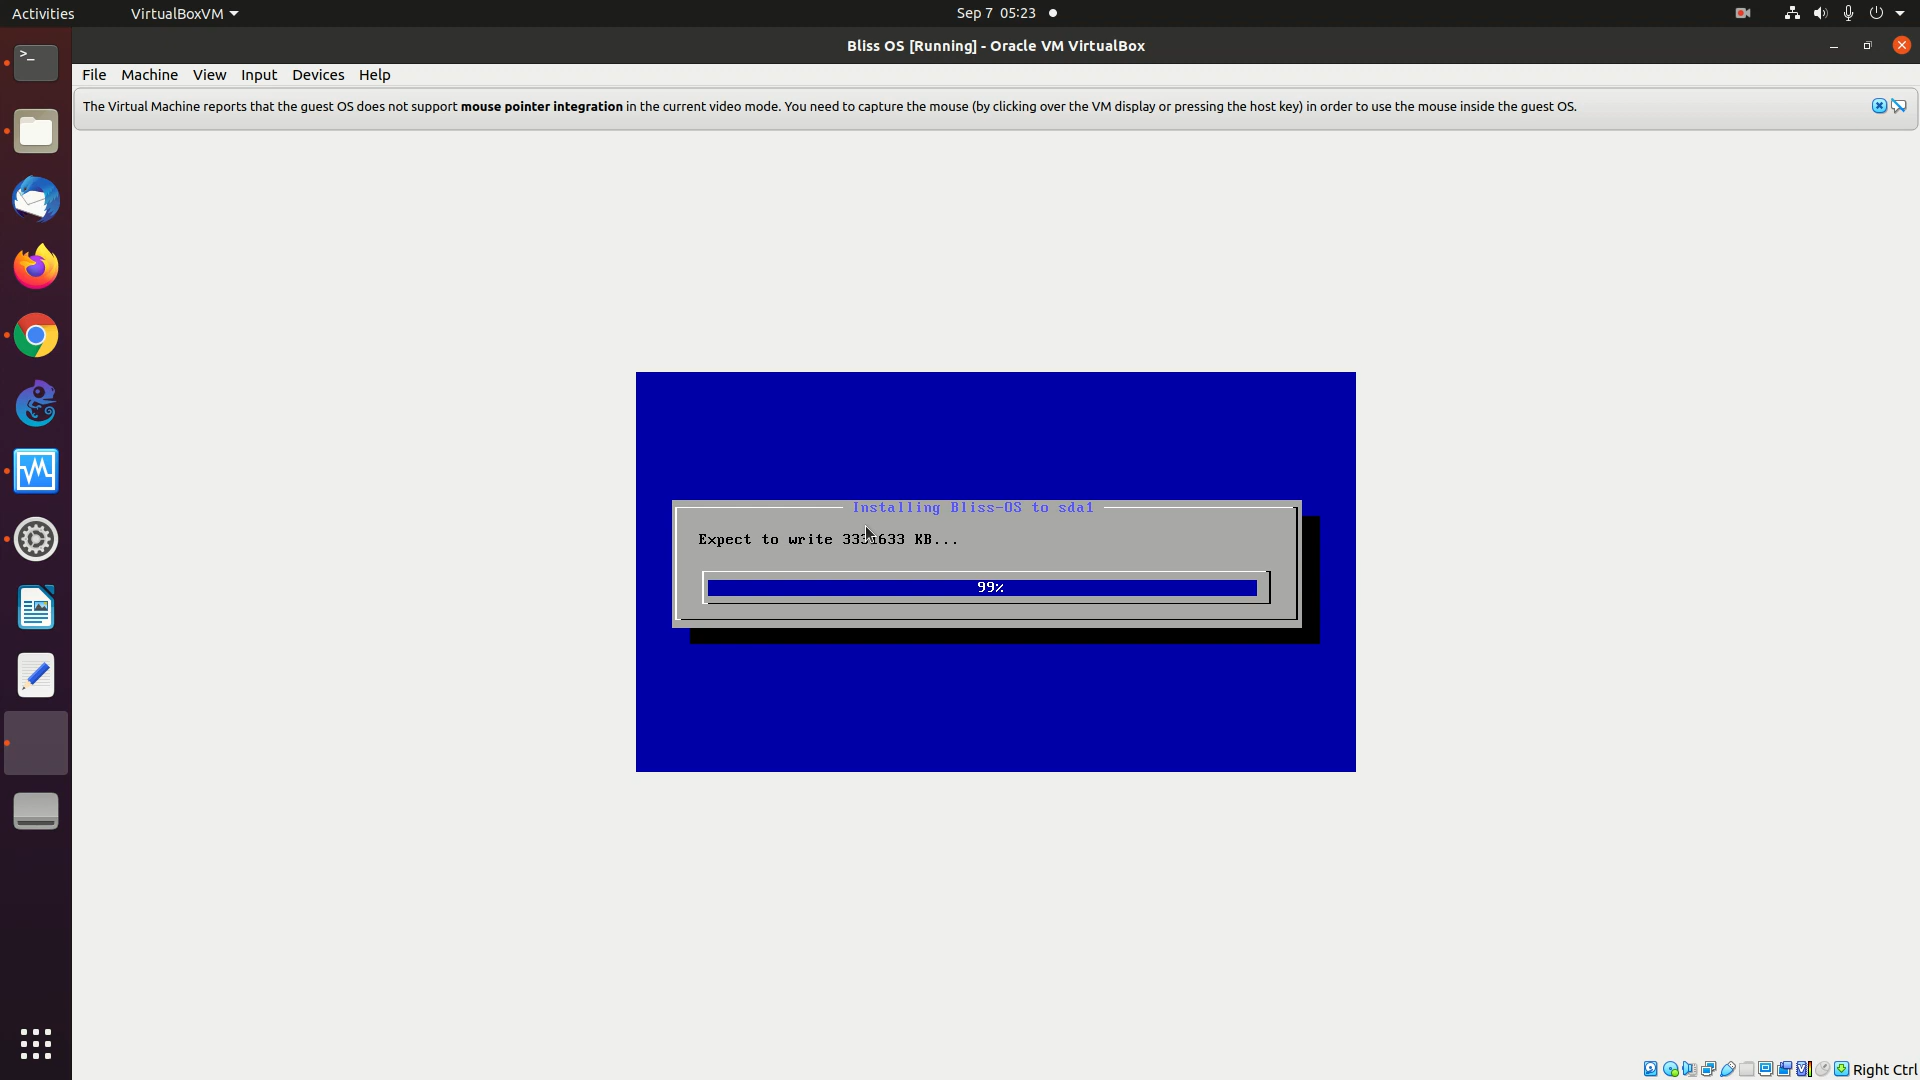 Activities VirtualBoxVM Sep 7 05:23
Bliss OS [Running] - Oracle VM VirtualBox
File Machine View Input Devices Help
The Virtual Machine reports that the guest OS does not support mouse pointer integration in the current video mode. You need to capture the mouse (by clicking over the VM display or pressing the host key) in order to use the mouse inside the guest OS.
Installing Bliss-OS to sda1
Expect to write 3331633 KB...
99%
Right Ctrl